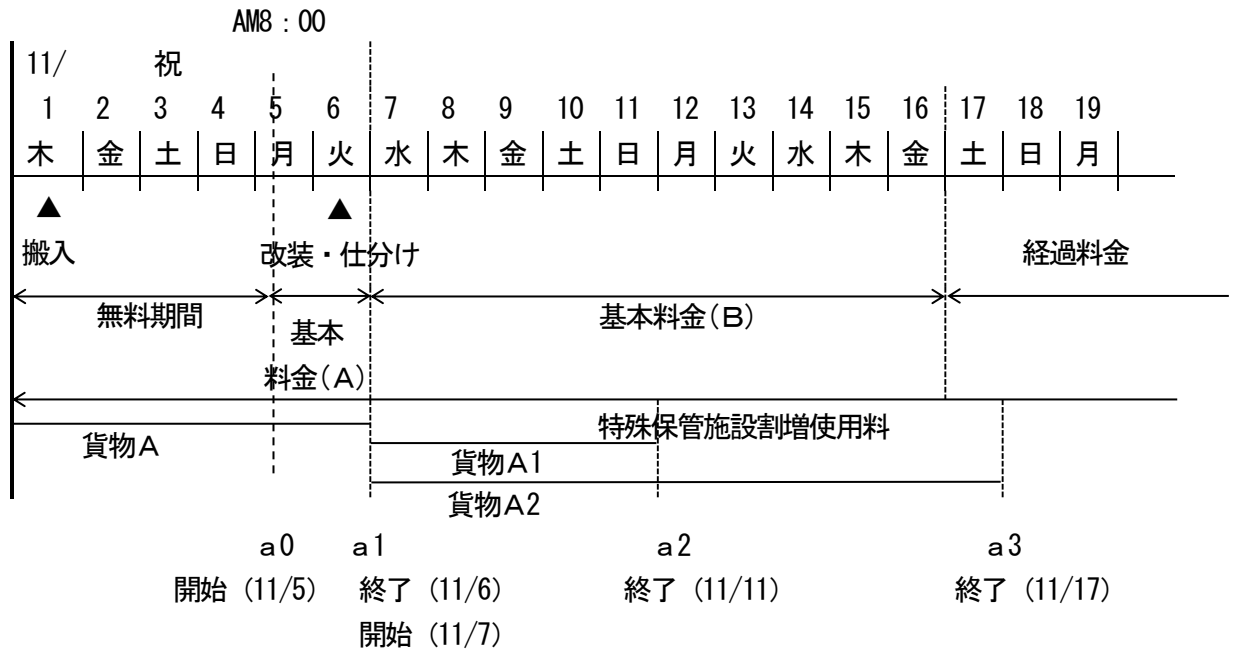 AM8：00
11/ 祝
1 2 3 4 5 6 7 8 9 10 11 12 13 14 15 16 17 18 19
木 金 土 日 月 火 水 木 金 土 日 月 火 水 木 金 土 日 月
▲ ▲
搬入 改装・仕分け 経過料金
無料期間 基本料金(Ｂ)
基本
料金(Ａ)
特殊保管施設割増使用料
貨物Ａ
貨物Ａ1
貨物Ａ2
ａ0 ａ1 ａ2 ａ3
開始 (11/5) 終了 (11/6) 終了 (11/11) 終了 (11/17)
開始 (11/7)